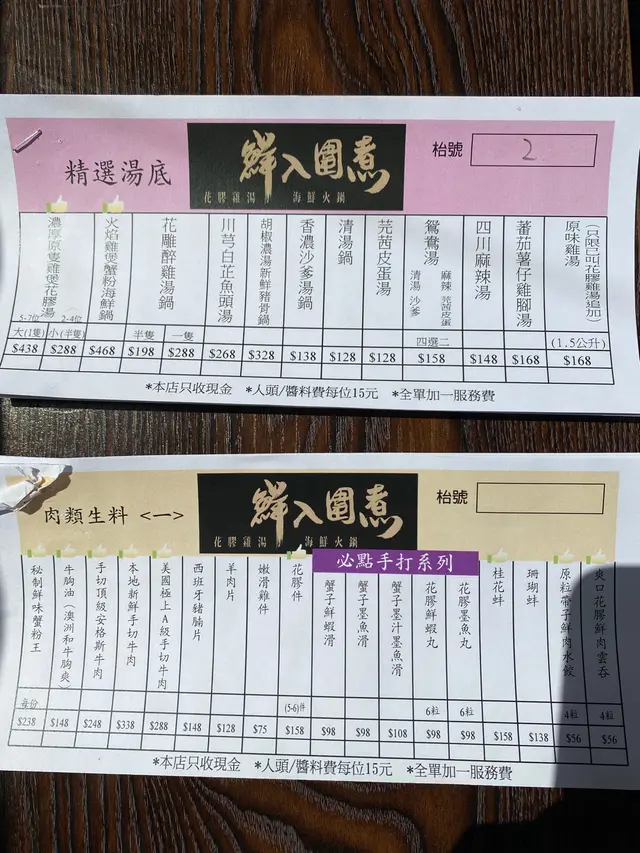 精選湯底
鮮入圍煮
花膠雞湯 海鮮火鍋
枱號 2
濃厚原隻雞煲花膠湯
5-7位 2-4位
大(1隻) 小(半隻)
$438 $288
火焰雞煲蟹粉海鮮鍋
$468
花雕醉雞湯鍋
半隻 一隻
$198 $288
川芎白芷魚頭湯
$268
胡椒濃湯新鮮豬骨鍋
$328
香濃沙爹湯鍋
$138
清湯鍋
$128
芫茜皮蛋湯
$128
鴛鴦湯
麻辣 芫茜皮蛋
清湯 沙爹
四選二
$158
四川麻辣湯
$148
蕃茄薯仔雞腳湯
$168
(只限已叫花膠雞湯追加)
原味雞湯
(1.5公升)
$168
*本店只收現金 *人頭/醬料費每位15元 *全單加一服務費
肉類生料 <一>
鮮入圍煮
花膠雞湯 海鮮火鍋
枱號
必點手打系列
秘制鮮味蟹粉王
每份
$238
牛胸油(澳洲和牛胸爽)
$148
手切頂級安格斯牛肉
$248
本地新鮮手切牛肉
$338
美國極上A級手切牛肉
$288
西班牙豬腩片
$148
羊肉片
$128
嫩滑雞件
$75
花膠件
(5-6)件
$158
蟹子鮮蝦滑
$98
蟹子墨魚滑
$98
蟹子墨汁墨魚滑
$108
花膠鮮蝦丸
6粒
$98
花膠墨魚丸
6粒
$98
桂花蚌
$158
珊瑚蚌
$138
原粒帶子鮮肉水餃
4粒
$56
爽口花膠鮮肉雲吞
4粒
$56
*本店只收現金 *人頭/醬料費每位15元 *全單加一服務費